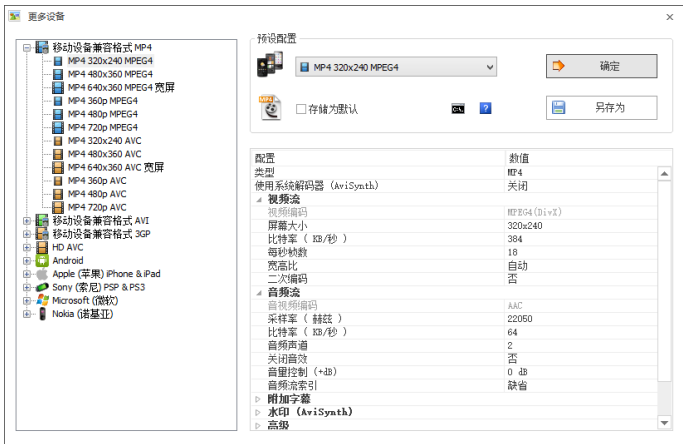 更多设备
移动设备兼容格式 MP4
MP4 320x240 MPEG4
MP4 480x360 MPEG4
MP4 640x360 MPEG4 宽屏
MP4 360p MPEG4
MP4 480p MPEG4
MP4 720p MPEG4
MP4 320x240 AVC
MP4 480x360 AVC
MP4 640x360 AVC 宽屏
MP4 360p AVC
MP4 480p AVC
MP4 720p AVC
移动设备兼容格式 AVI
移动设备兼容格式 3GP
HD AVC
Android
Apple (苹果) iPhone & iPad
Sony (索尼) PSP & PS3
Microsoft (微软)
Nokia (诺基亚)
预设配置
MP4 320x240 MPEG4
确定
MP4
存储为默认
C:\
?
另存为
配置 数值
类型 MP4
使用系统解码器 (AviSynth) 关闭
视频流
视频编码 MPEG4(DivX)
屏幕大小 320x240
比特率 ( KB/秒 ) 384
每秒桢数 18
宽高比 自动
二次编码 否
音频流
音视频编码 AAC
采样率 ( 赫兹 ) 22050
比特率 ( KB/秒 ) 64
音频声道 2
关闭音效 否
音量控制 (+dB) 0 dB
音频流索引 缺省
附加字幕
水印 (AviSynth)
高级